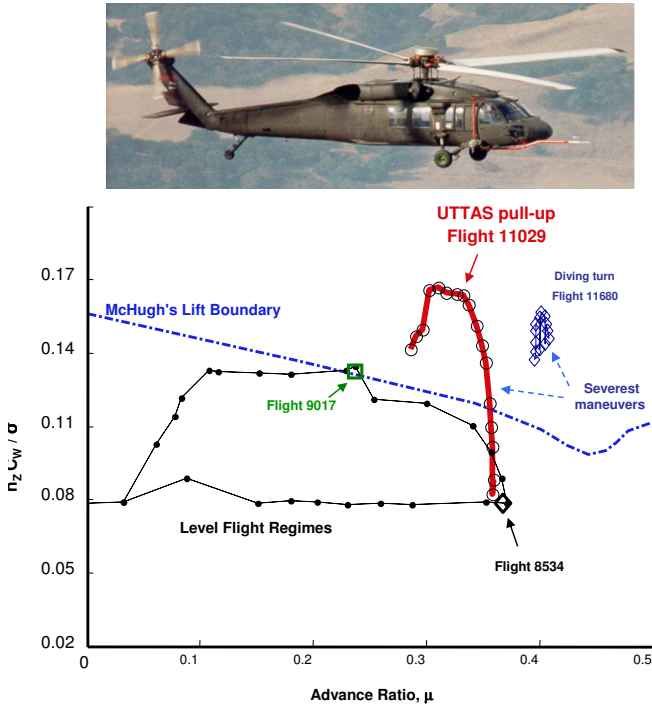 UTTAS pull-up
Flight 11029
0.17
Diving turn
Flight 11680
McHugh's Lift Boundary
0.14
Flight 9017
Severest
maneuvers
0.11
n_z C_w / σ
0.08
Level Flight Regimes
Flight 8534
0.05
0.02
0
0.1
0.2
0.3
0.4
0.5
Advance Ratio, μ